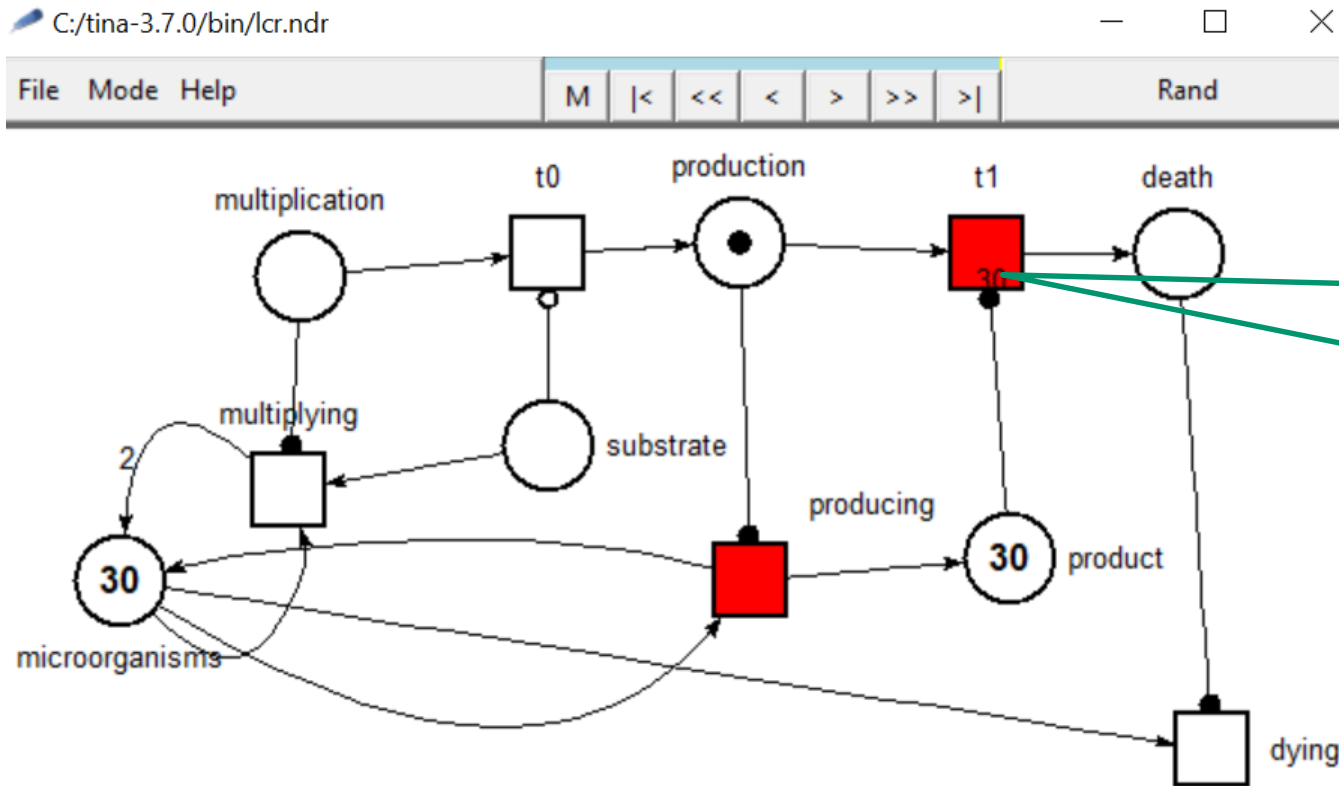 C:/tina-3.7.0/bin/lcr.ndr
File Mode Help
M |< << < > >> >| Rand
multiplication
t0
production
t1
death
30
multiplying
2
substrate
producing
30
product
30
microorganisms
dying